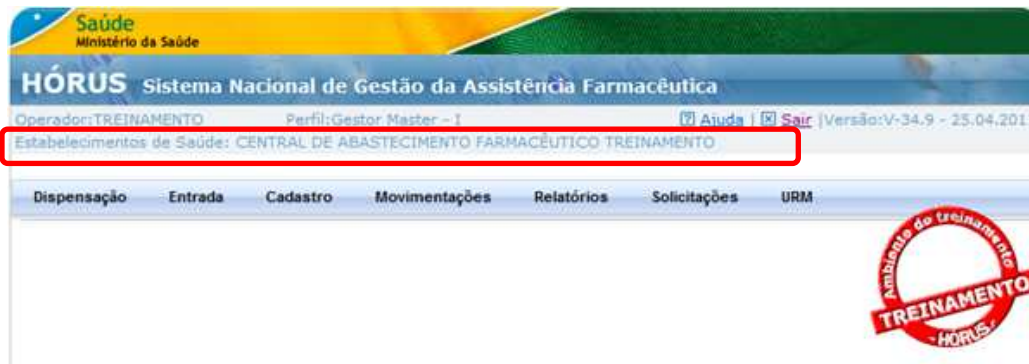 Saúde
Ministério da Saúde
HÓRUS Sistema Nacional de Gestão da Assistência Farmacêutica
Operador:TREINAMENTO Perfil:Gestor Master - I Ajuda | Sair |Versão:V-34.9 - 25.04.201
Estabelecimentos de Saúde: CENTRAL DE ABASTECIMENTO FARMACÊUTICO TREINAMENTO
Dispensação Entrada Cadastro Movimentações Relatórios Solicitações URM
Ambiente do treinamento
TREINAMENTO
- HÓRUS -